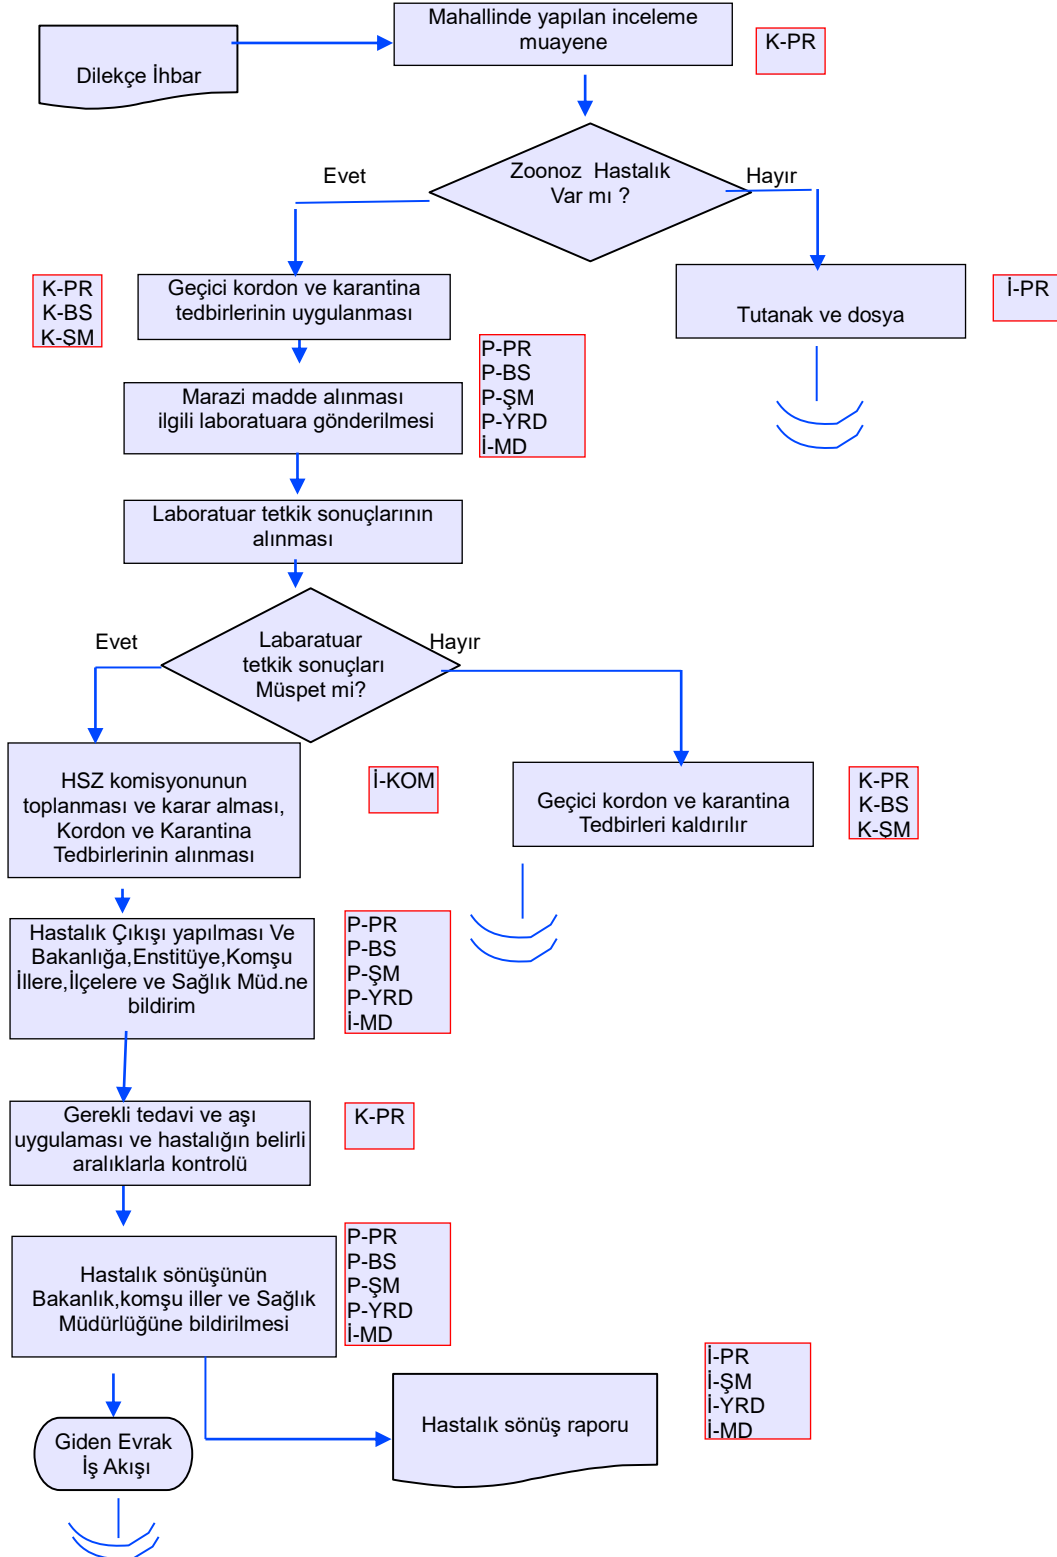 Mahallinde yapılan inceleme
muayene
K-PR
Dilekçe İhbar
Zoonoz  Hastalık
Var mı ?
Evet
Hayır
K-PR
K-BS
K-ŞM
Geçici kordon ve karantina
tedbirlerinin uygulanması
Tutanak ve dosya
İ-PR
P-PR
P-BS
P-ŞM
P-YRD
İ-MD
Marazi madde alınması
ilgili laboratuara gönderilmesi
Laboratuar tetkik sonuçlarının
alınması
Evet
Labaratuar
tetkik sonuçları
Müspet mi?
Hayır
HSZ komisyonunun
toplanması ve karar alması,
Kordon ve Karantina
Tedbirlerinin alınması
İ-KOM
Geçici kordon ve karantina
Tedbirleri kaldırılır
K-PR
K-BS
K-ŞM
Hastalık Çıkışı yapılması Ve
Bakanlığa,Enstitüye,Komşu
İllere,İlçelere ve Sağlık Müd.ne
bildirim
P-PR
P-BS
P-ŞM
P-YRD
İ-MD
Gerekli tedavi ve aşı
uygulaması ve hastalığın belirli
aralıklarla kontrolü
K-PR
Hastalık sönüşünün
Bakanlık,komşu iller ve Sağlık
Müdürlüğüne bildirilmesi
P-PR
P-BS
P-ŞM
P-YRD
İ-MD
Giden Evrak
İş Akışı
Hastalık sönüş raporu
İ-PR
İ-ŞM
İ-YRD
İ-MD